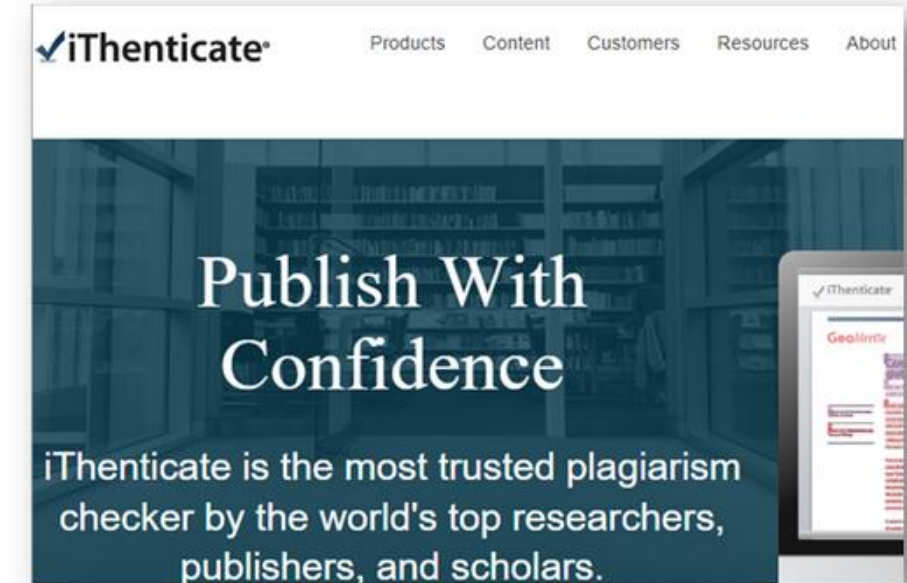 iThenticate®
Products Content Customers Resources About
Publish With
Confidence
iThenticate
iThenticate is the most trusted plagiarism
checker by the world's top researchers,
publishers, and scholars.